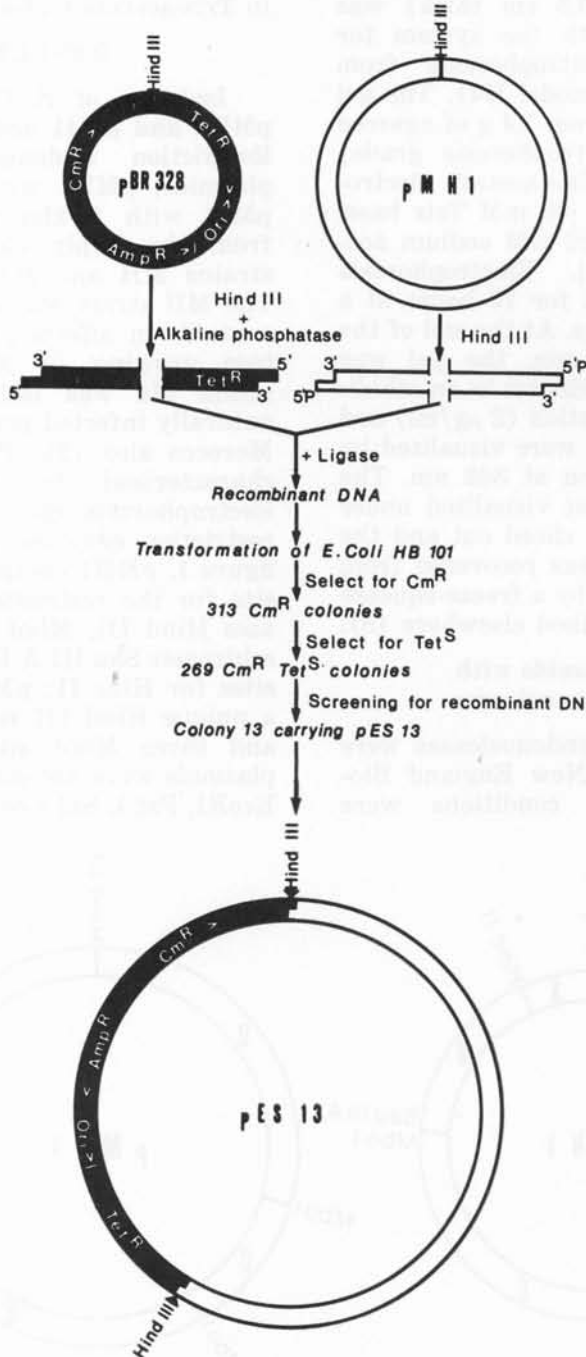 Hind III
Hind III
CmR >
TetR
>
< Ori >/
AmpR >
pBR 328
pMH1
Hind III
+
Alkaline phosphatase
Hind III
3'
5'
3'
5'P
5
TetR
3'
5'P
3'
+ Ligase
Recombinant DNA
Transformation of E.Coli HB 101
Select for CmR
313 CmR colonies
Select for TetS
269 CmR TetS colonies
Screening for recombinant DN
Colony 13 carrying pES 13
Hind III
CmR >
< AmpR
Ori >/
TetR
pES 13
Hind III